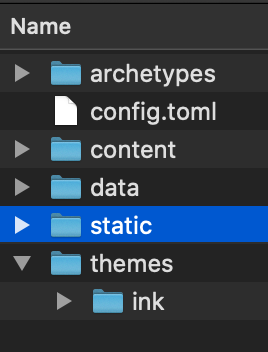 Name
archetypes
config.toml
content
data
static
themes
ink